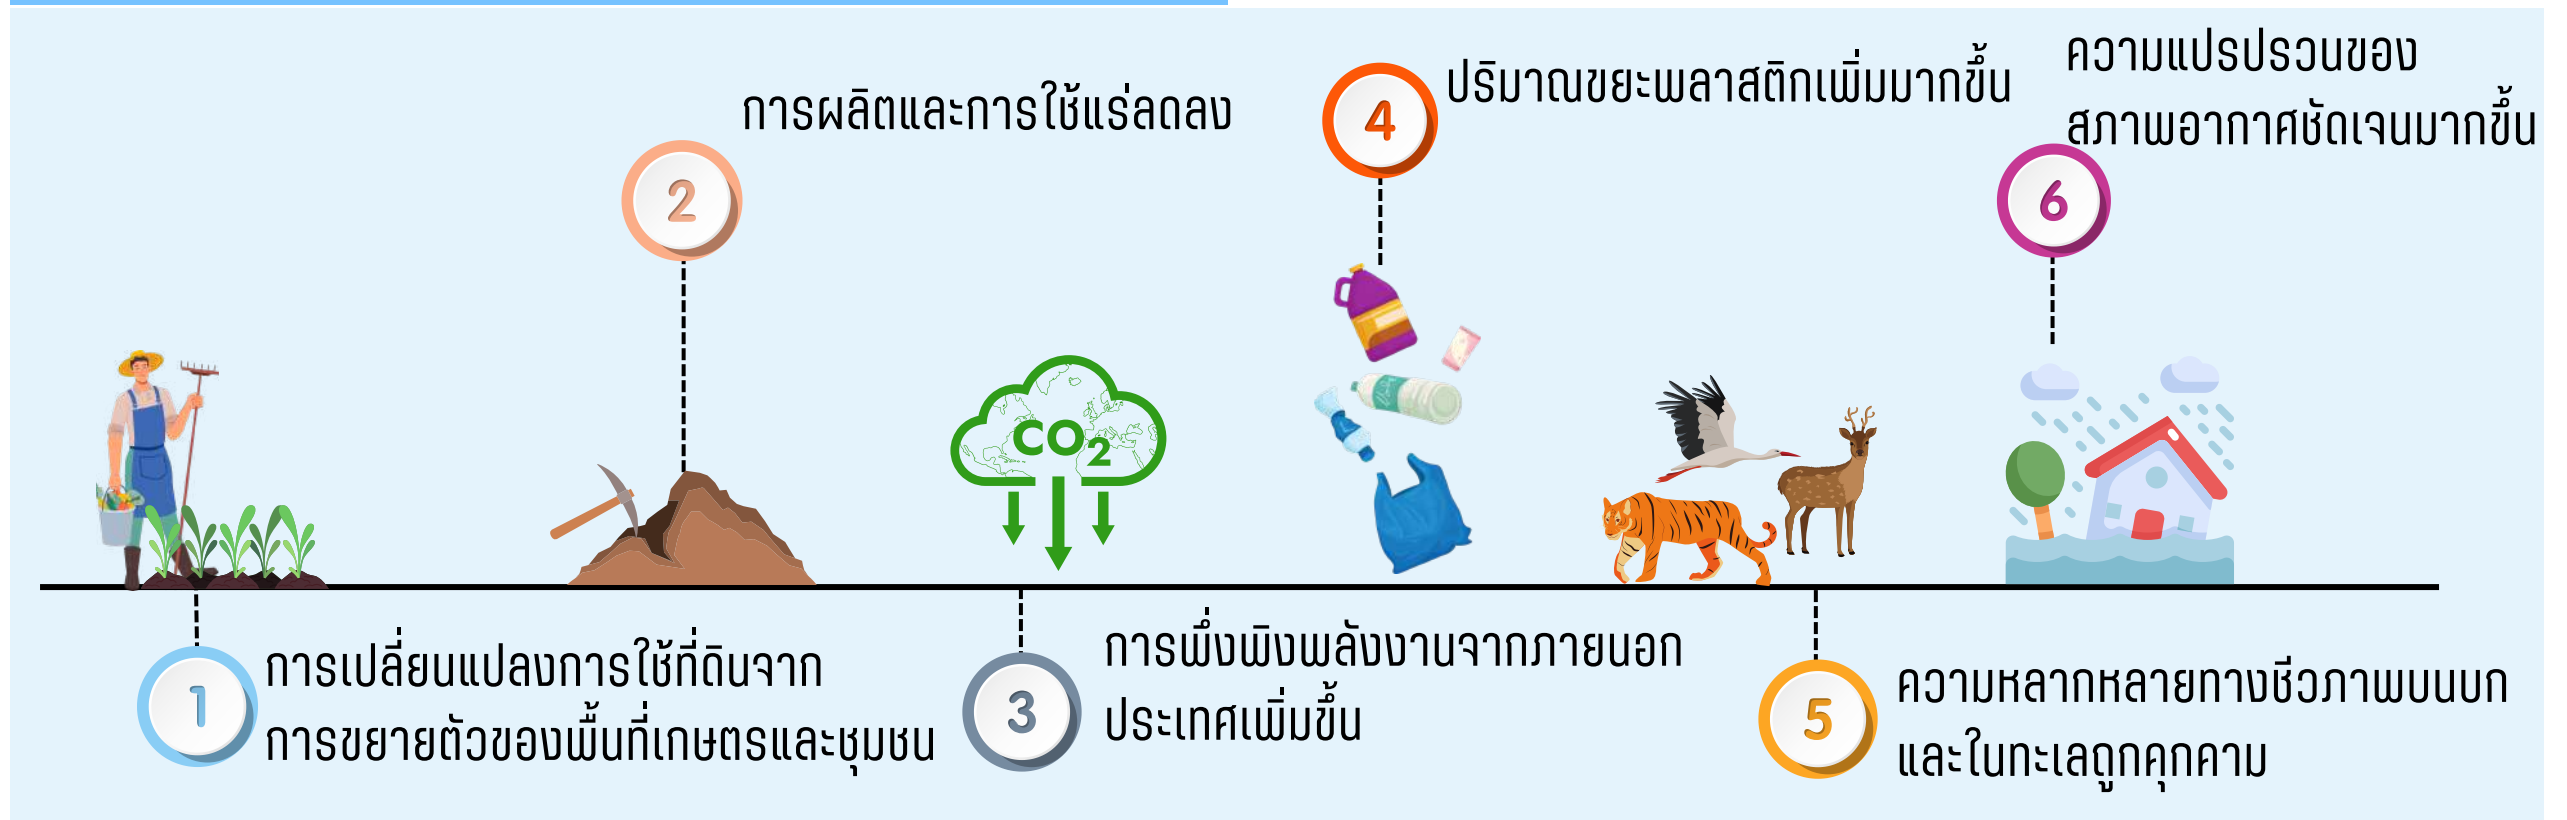 1
การเปลี่ยนแปลงการใช้ที่ดินจาก
การขยายตัวของพื้นที่เกษตรและชุมชน
2
การผลิตและการใช้แร่ลดลง
3
การพึ่งพิงพลังงานจากภายนอก
ประเทศเพิ่มขึ้น
CO₂
4
ปริมาณขยะพลาสติกเพิ่มมากขึ้น
5
ความหลากหลายทางชีวภาพบนบก
และในทะเลถูกคุกคาม
6
ความแปรปรวนของ
สภาพอากาศชัดเจนมากขึ้น